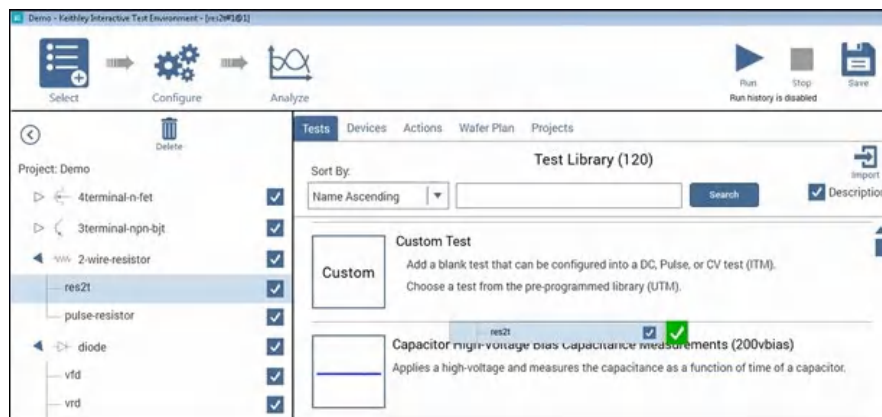 Demo - Keithley Interactive Test Environment - [res2t#1@1]
Select
Configure
Analyze
Run
Stop
Save
Run history is disabled
Delete
Project: Demo
4terminal-n-fet
3terminal-npn-bjt
2-wire-resistor
res2t
pulse-resistor
diode
vfd
vrd
Tests Devices Actions Wafer Plan Projects
Test Library (120)
Import
Sort By:
Name Ascending
Search
Description
Custom
Custom Test
Add a blank test that can be configured into a DC, Pulse, or CV test (ITM).
Choose a test from the pre-programmed library (UTM).
res2t
Capacitor High-Voltage Bias Capacitance Measurements (200vbias)
Applies a high-voltage and measures the capacitance as a function of time of a capacitor.